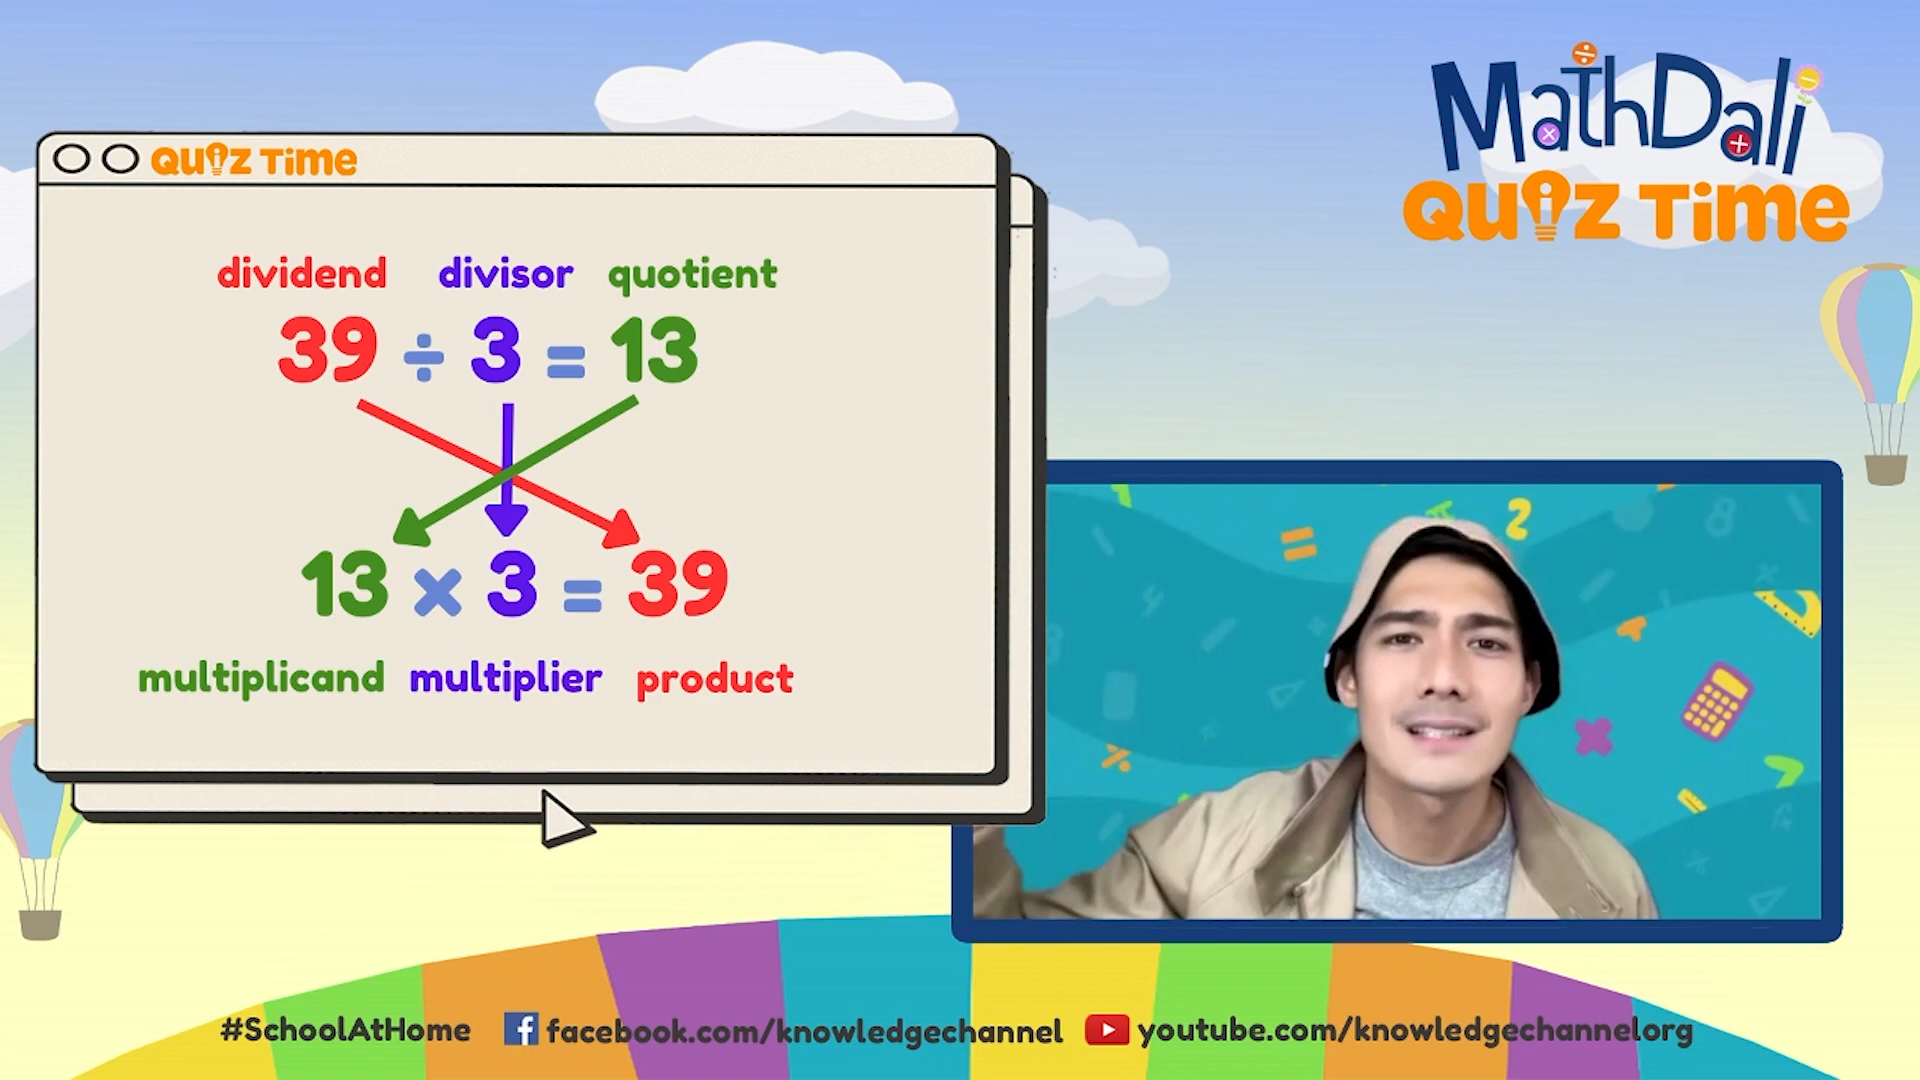 MathDali
QUIZ TIME
QUIZ TIME
dividend divisor quotient
39 ÷ 3 = 13
13 × 3 = 39
multiplicand multiplier product
2
#SchoolAtHome facebook.com/knowledgechannel youtube.com/knowledgechannelorg